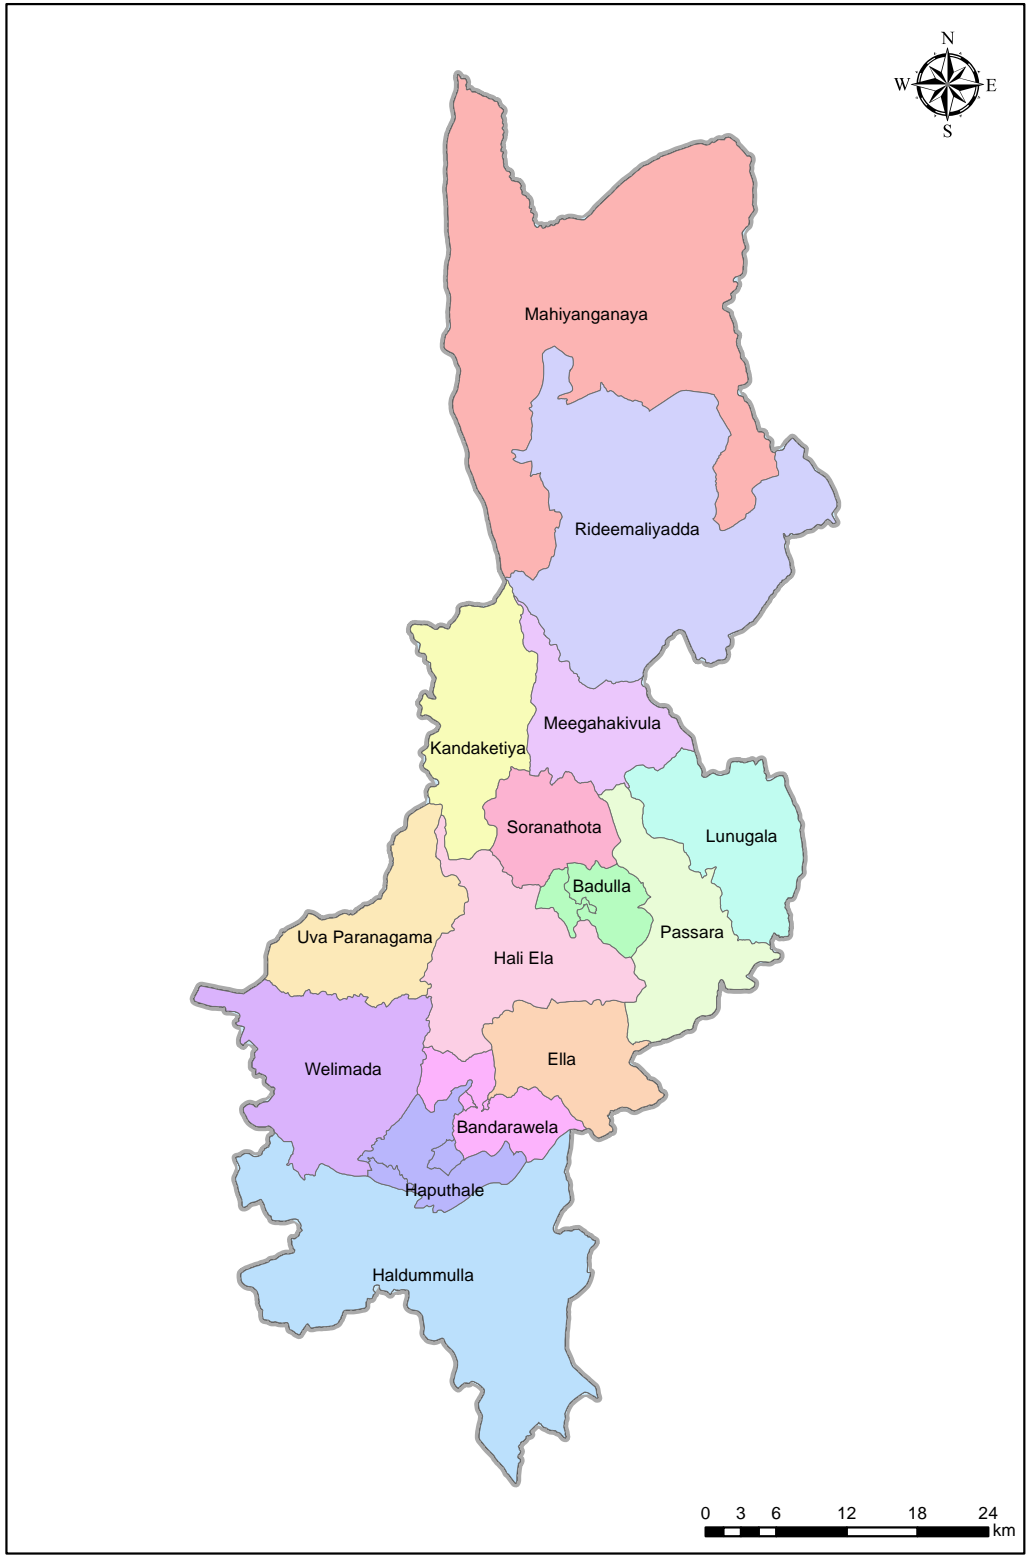 N
W E
S
Mahiyanganaya
Rideemaliyadda
Meegahakivula
Kandaketiya
Soranathota
Lunugala
Badulla
Passara
Uva Paranagama
Hali Ela
Ella
Welimada
Bandarawela
Haputhale
Haldummulla
0 3 6 12 18 24
km